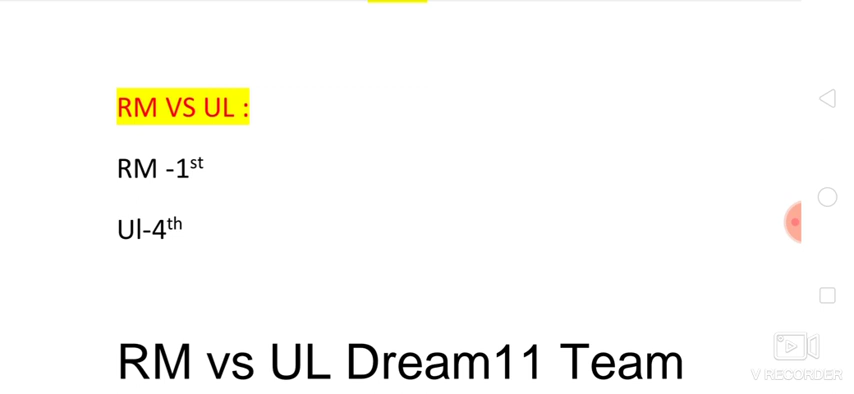 RM VS UL :
RM -1st
Ul-4th
RM vs UL Dream11 Team
V RECORDER